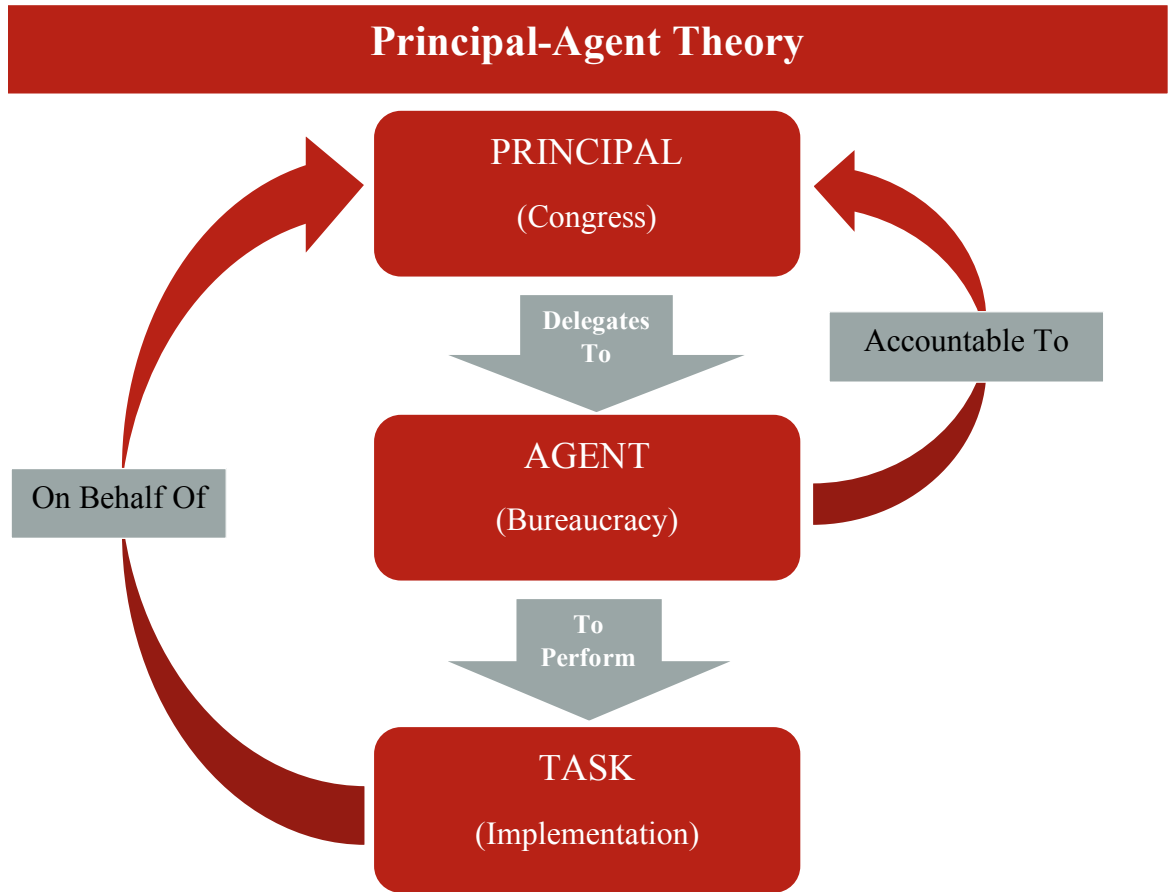 Principal-Agent Theory
PRINCIPAL
(Congress)
Delegates
To
Accountable To
AGENT
(Bureaucracy)
On Behalf Of
To
Perform
TASK
(Implementation)